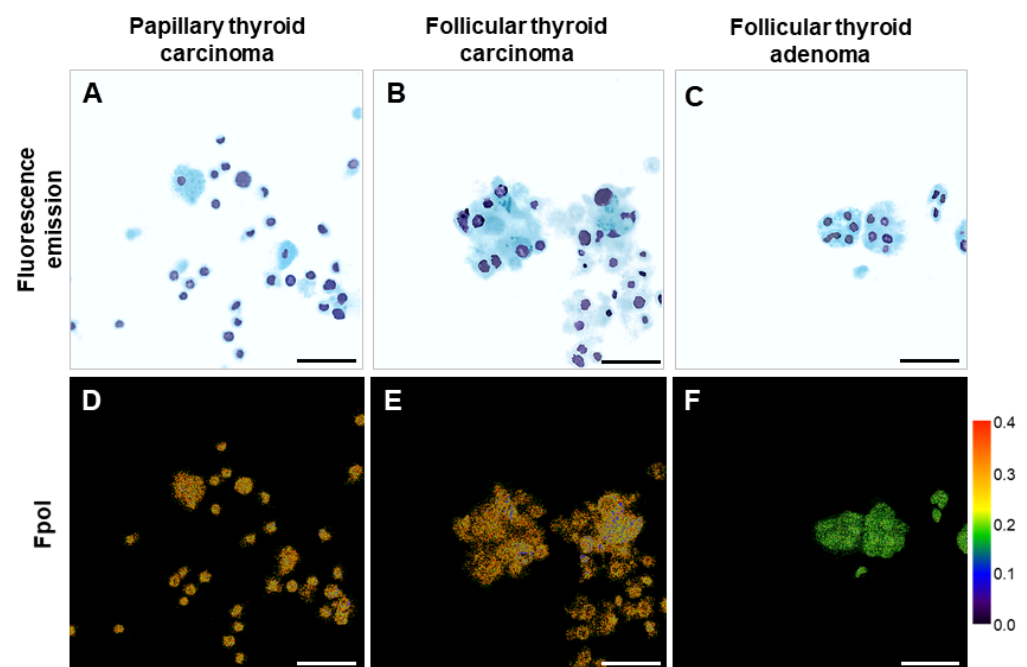 Papillary thyroid
carcinoma
Follicular thyroid
carcinoma
Follicular thyroid
adenoma
Fluorescence
emission
A
B
C
Fpol
D
E
F
0.4
0.3
0.2
0.1
0.0